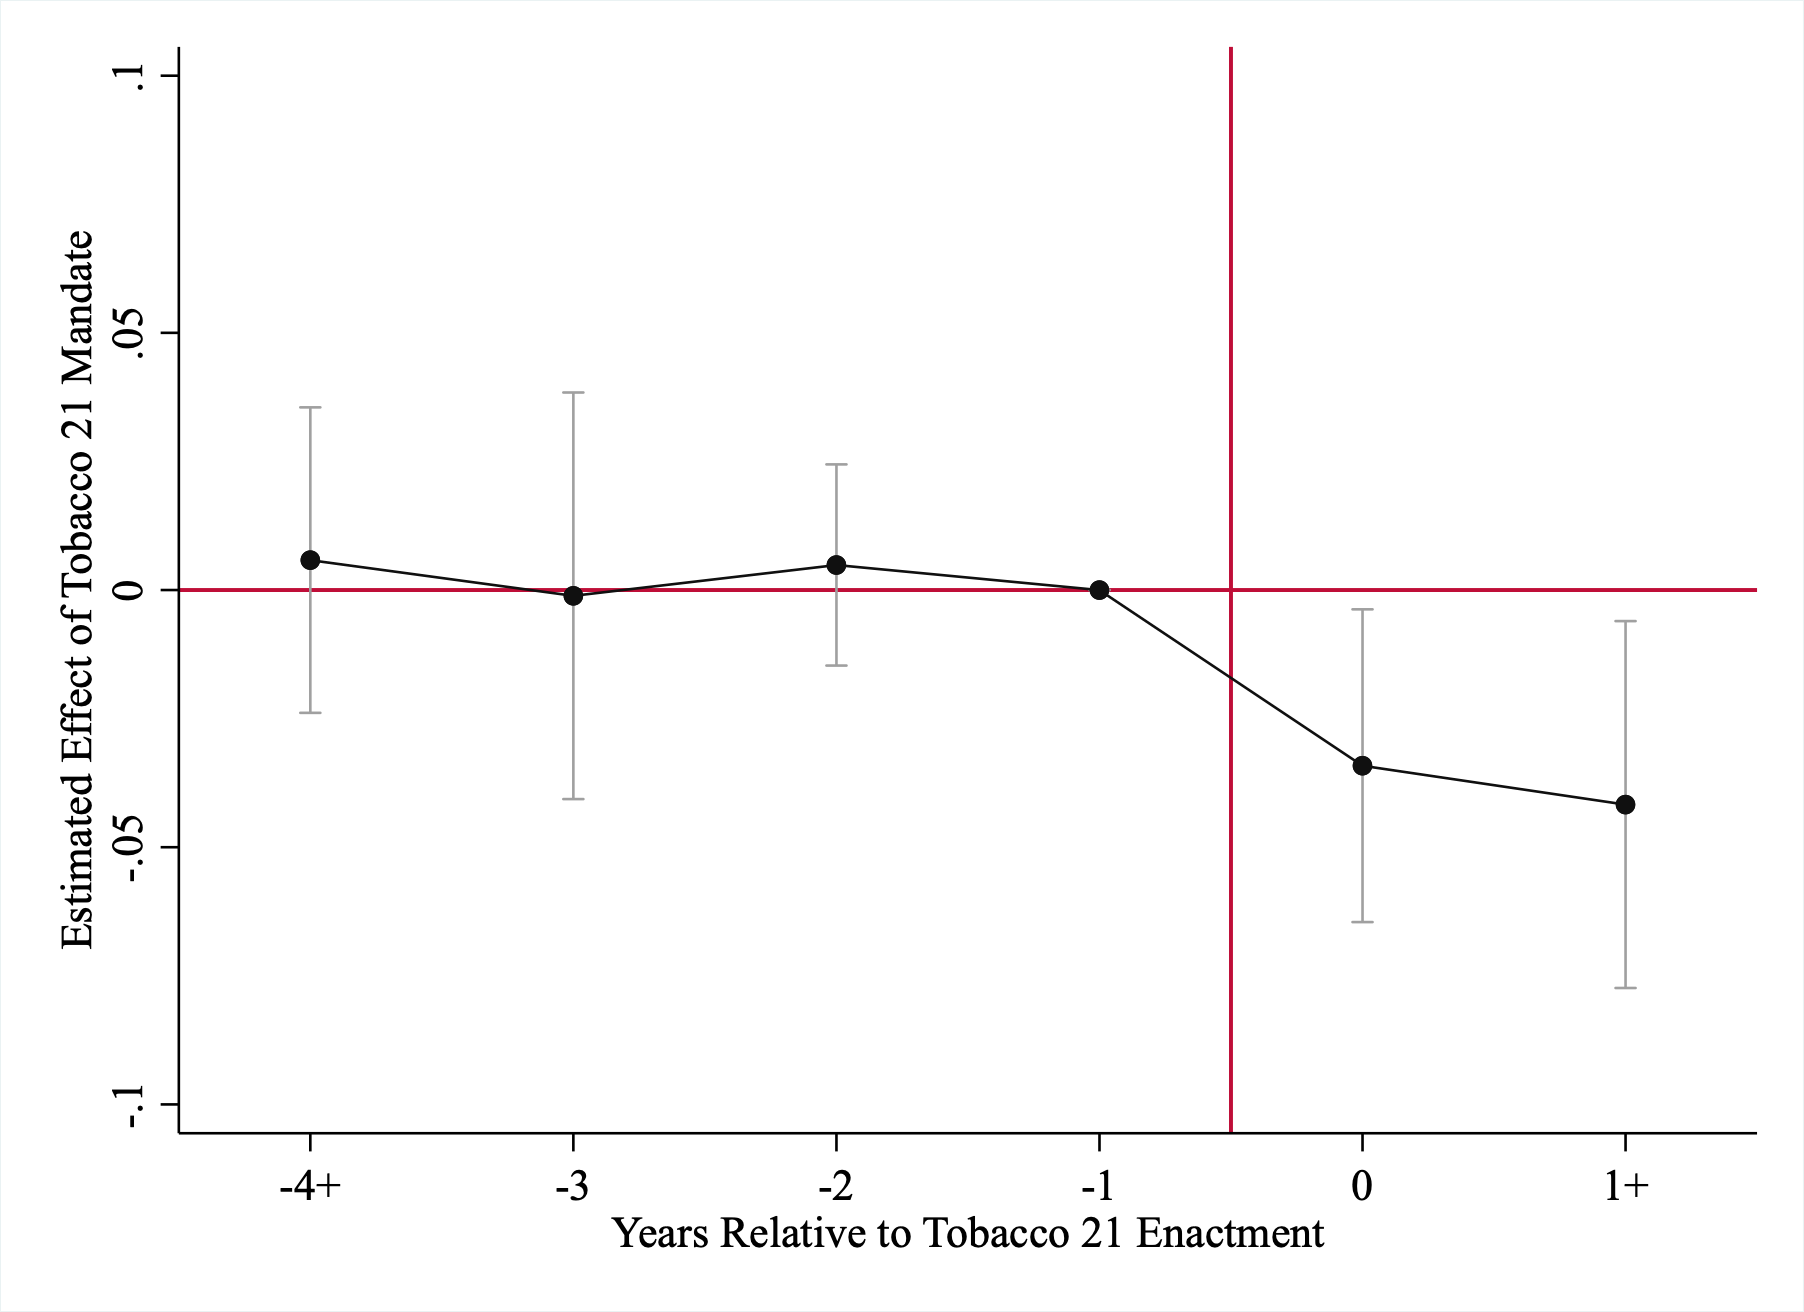 Estimated Effect of Tobacco 21 Mandate
.1
.05
0
-.05
-.1
-4+ -3 -2 -1 0 1+
Years Relative to Tobacco 21 Enactment